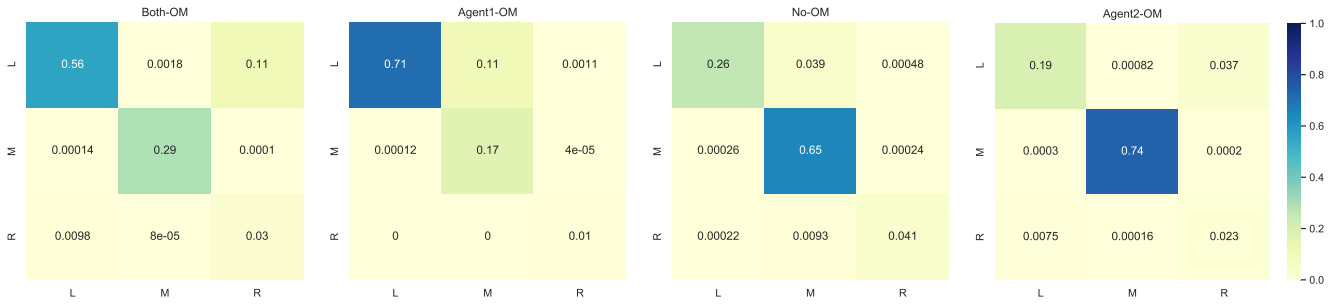 Both-OM
Agent1-OM
No-OM
Agent2-OM
L 0.56 0.0018 0.11
M 0.00014 0.29 0.0001
R 0.0098 8e-05 0.03
L M R
L 0.71 0.11 0.0011
M 0.00012 0.17 4e-05
R 0 0 0.01
L M R
L 0.26 0.039 0.00048
M 0.00026 0.65 0.00024
R 0.00022 0.0093 0.041
L M R
L 0.19 0.00082 0.037
M 0.0003 0.74 0.0002
R 0.0075 0.00016 0.023
L M R
1.0
0.8
0.6
0.4
0.2
0.0